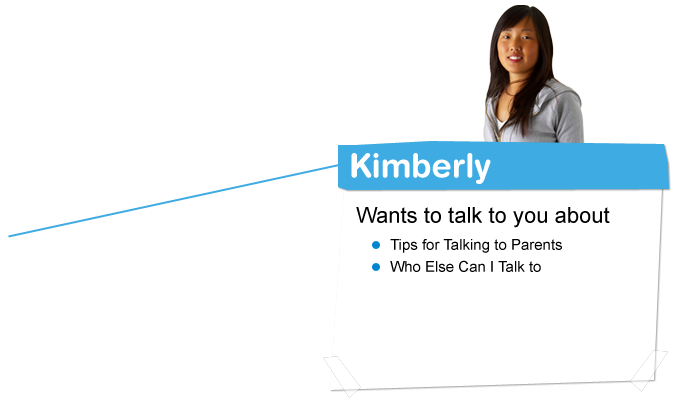 Kimberly
Wants to talk to you about
Tips for Talking to Parents
Who Else Can I Talk to